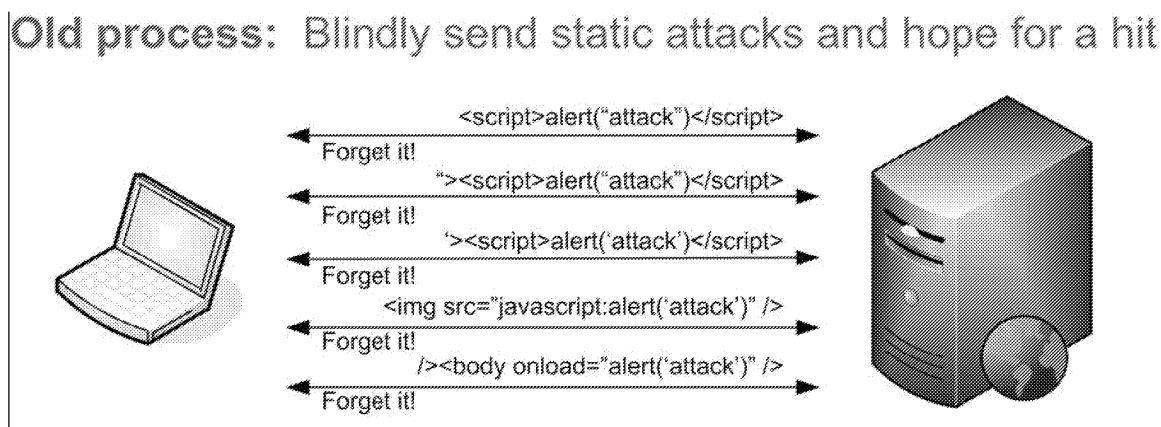 Old process: Blindly send static attacks and hope for a hit
<script>alert(“attack”)</script>
Forget it!
“><script>alert(“attack”)</script>
Forget it!
‘><script>alert(‘attack’)</script>
Forget it!
<img src=”javascript:alert(‘attack’)” />
Forget it!
/><body onload=”alert(‘attack’)” />
Forget it!